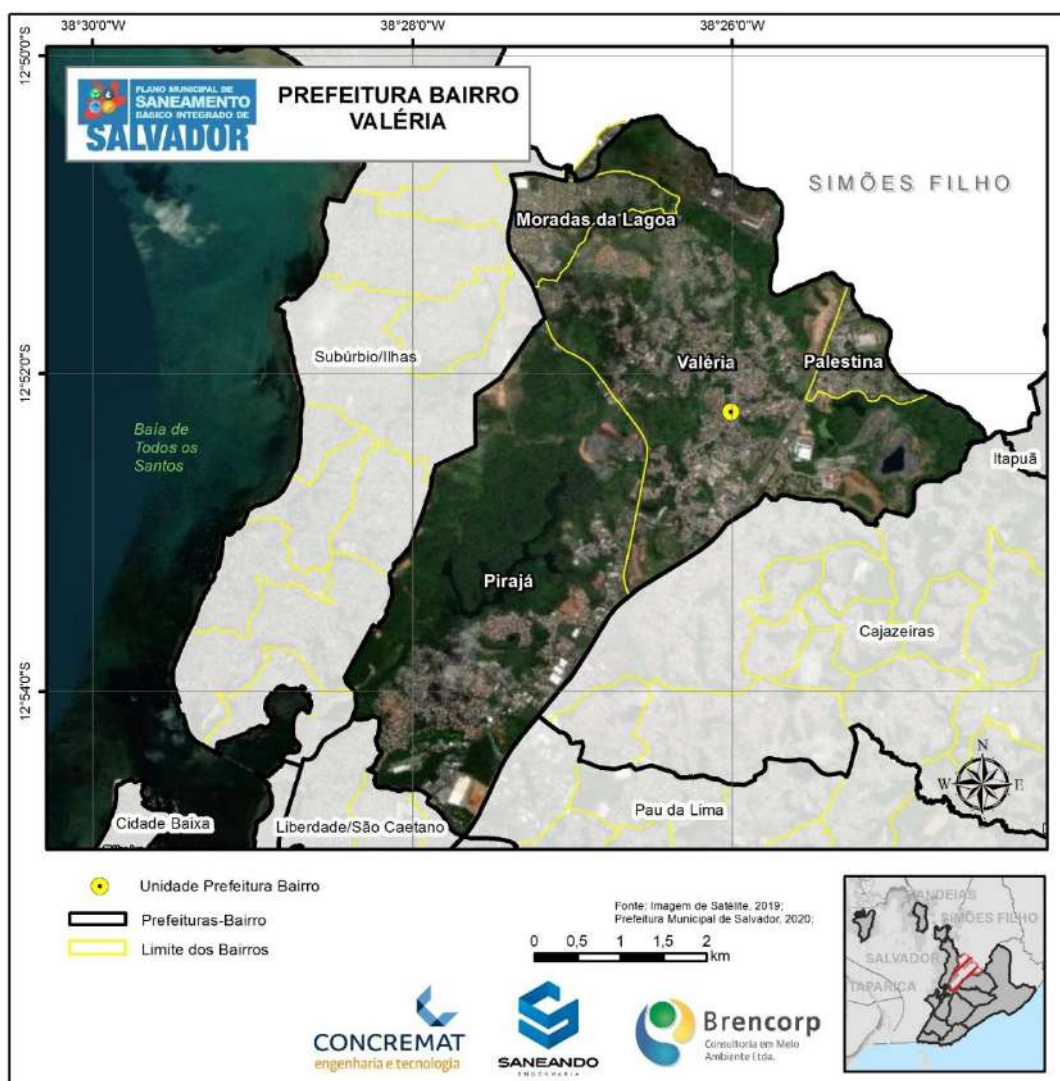 38°30'0"W
38°28'0"W
38°26'0"W
12°50'0"S
12°52'0"S
12°54'0"S
PLANO MUNICIPAL DE
SANEAMENTO
BÁSICO INTEGRADO DE
SALVADOR
PREFEITURA BAIRRO
VALÉRIA
SIMÕES FILHO
Moradas da Lagoa
Subúrbio/Ilhas
Valéria
Palestina
Baía de
Todos os
Santos
Itapuã
Pirajá
Cajazeiras
N
W
E
S
Pau da Lima
Cidade Baixa
Liberdade/São Caetano
Unidade Prefeitura Bairro
Prefeituras-Bairro
Limite dos Bairros
Fonte: Imagem de Satélite, 2019;
Prefeitura Municipal de Salvador, 2020;
0 0,5 1 1,5 2
km
ANDEIAS
SIMÕES FILHO
SALVADOR
TAPARICA
CONCREMAT
engenharia e tecnologia
SANEANDO
ENGENHARIA
Brencorp
Consultoria em Meio
Ambiente Ltda.